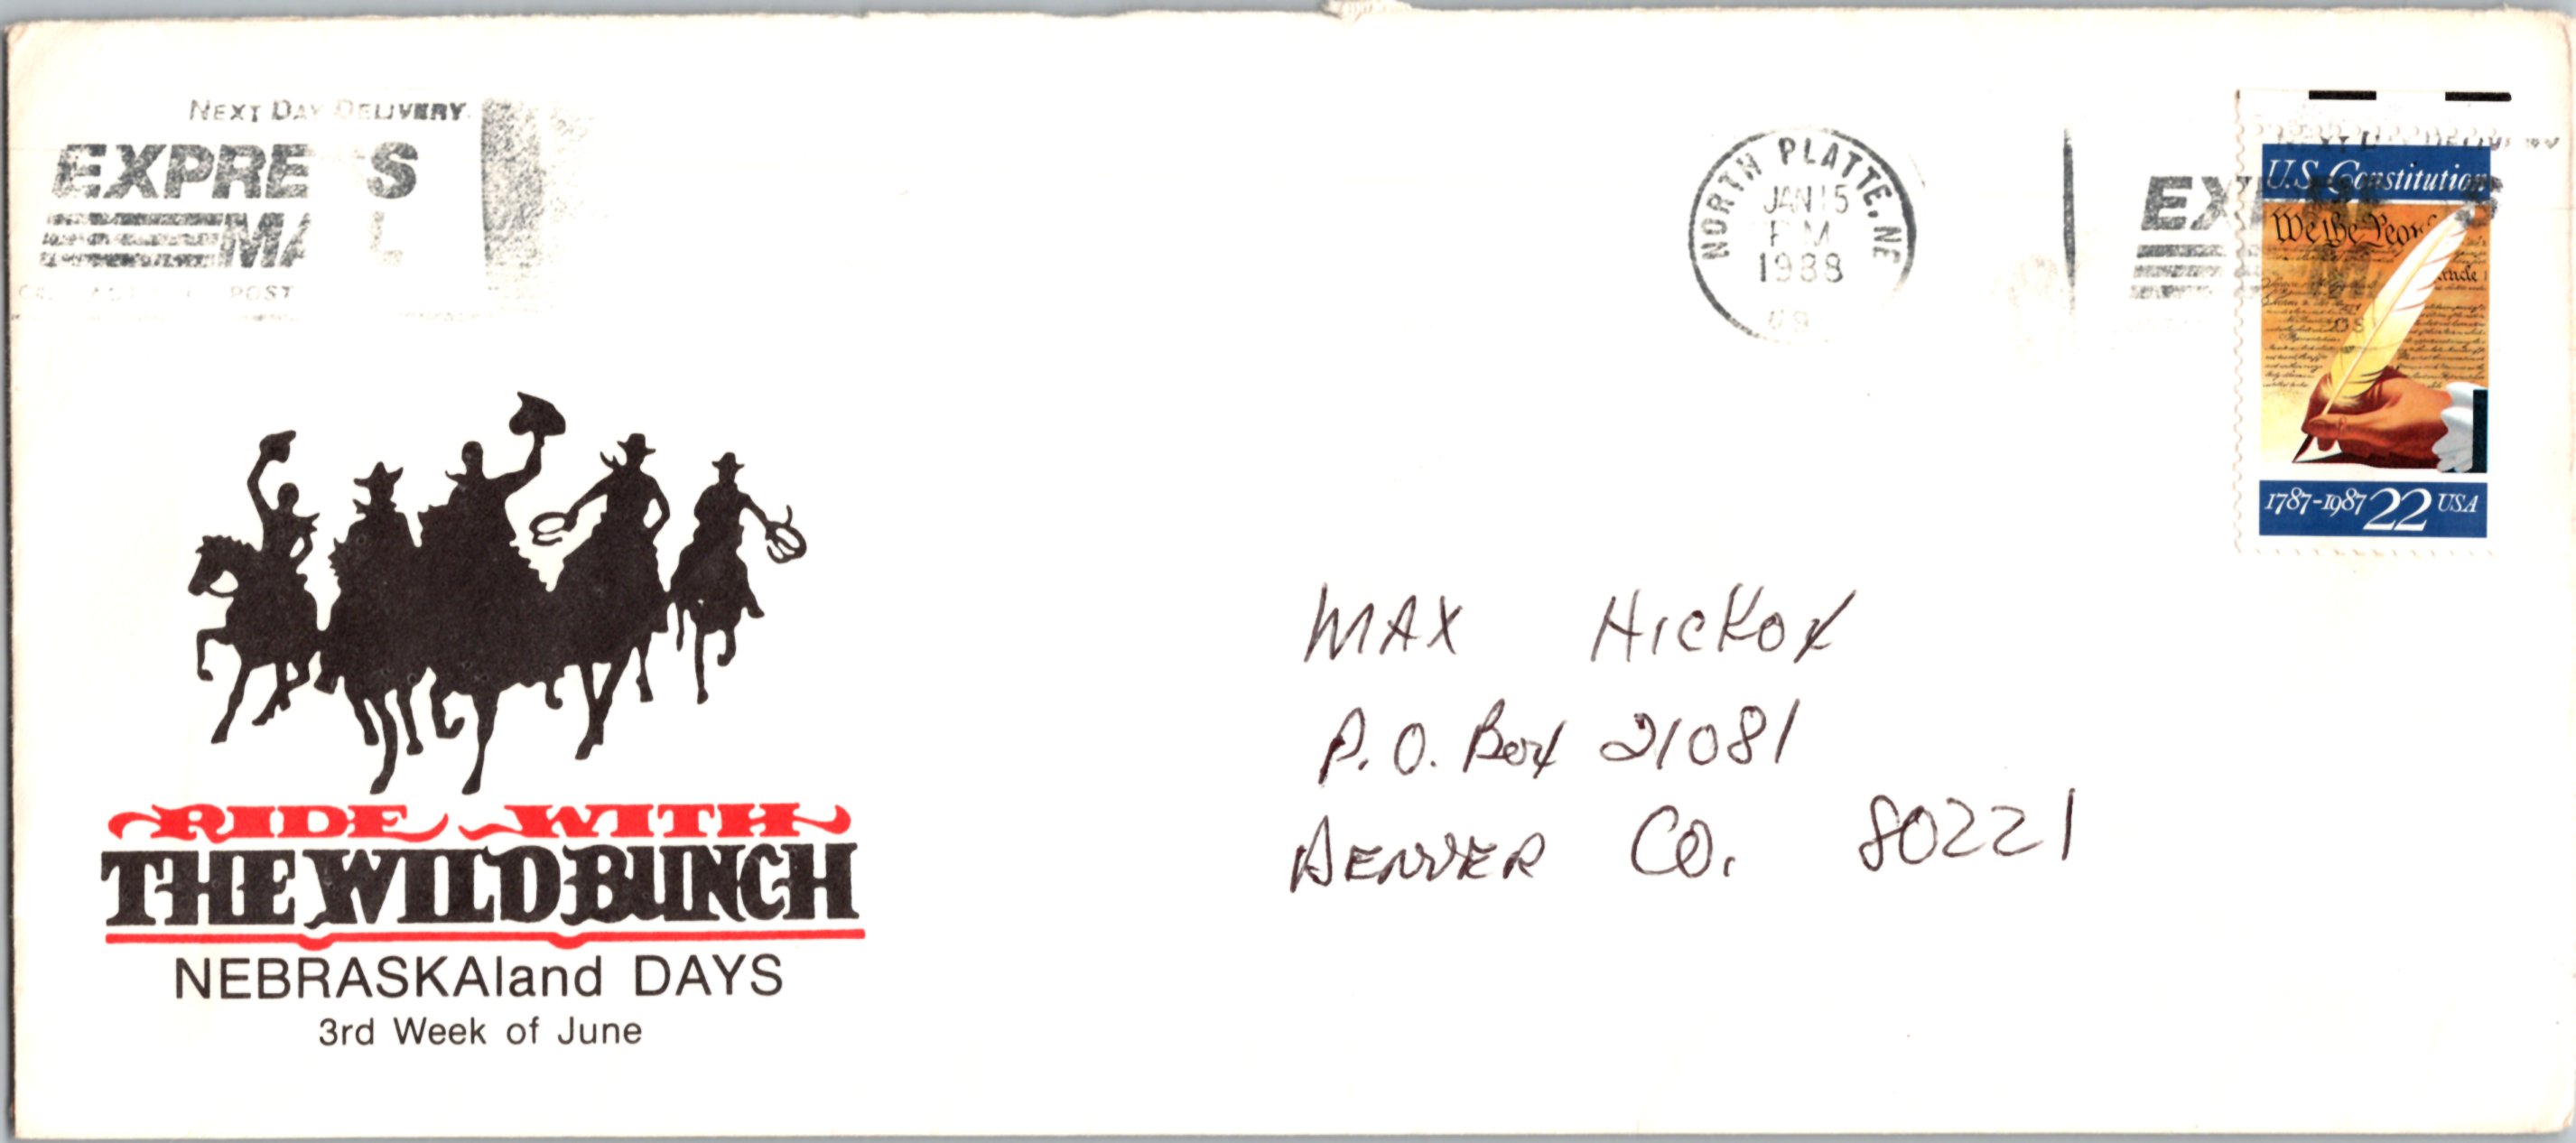 NEXT DAY DELIVERY
EXPRE S
MA L
POST
NORTH PLATTE, NE
JAN 15
PM
1988
EX
U.S. Constitution
We the Peop
ticle
1787-1987 22 USA
MAX HICKOX
P.O. Box 21081
DENVER CO. 80221
RIDE WITH
THE WILD BUNCH
NEBRASKAland DAYS
3rd Week of June